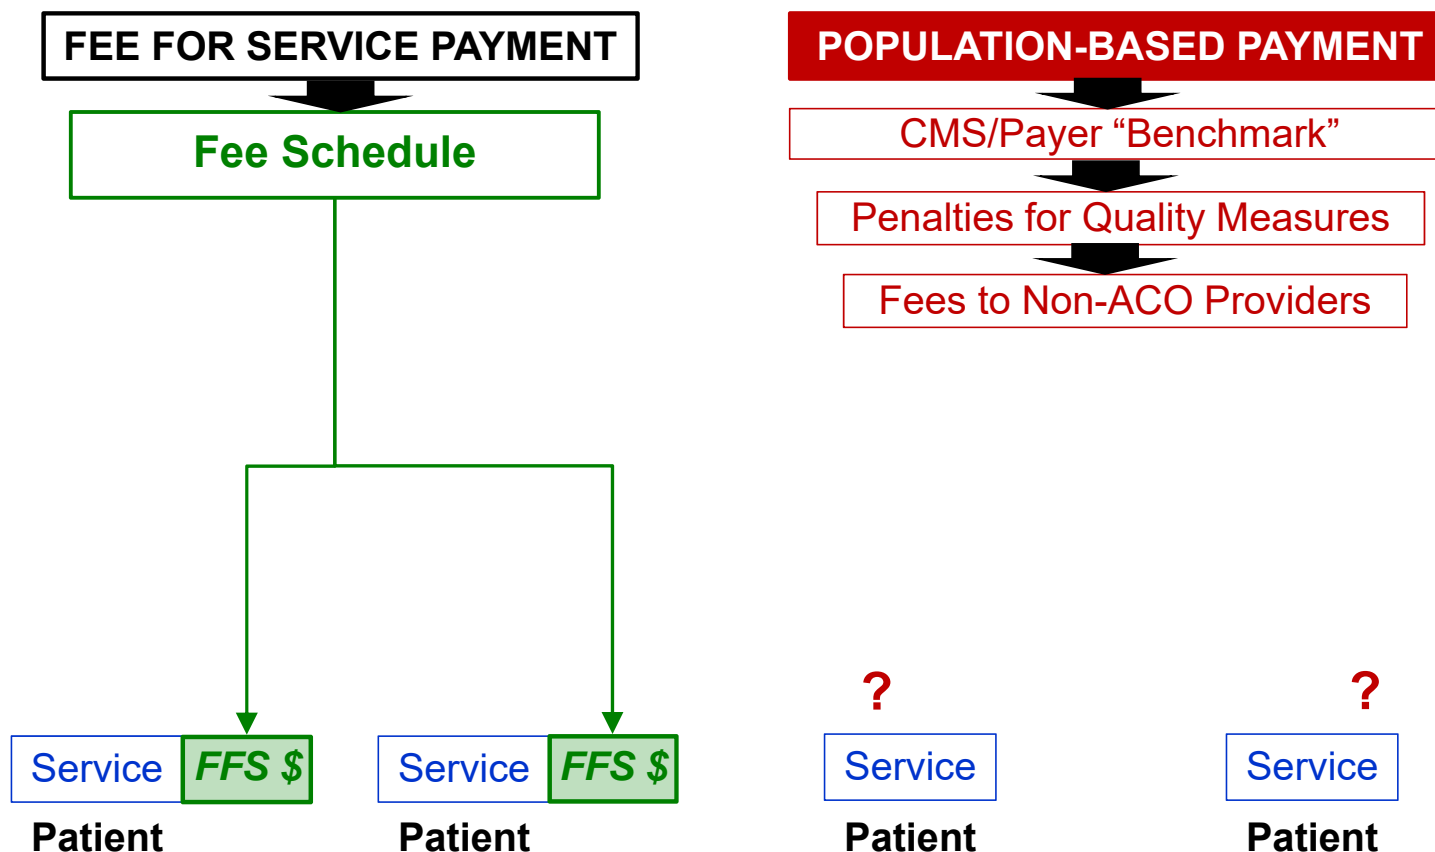 FEE FOR SERVICE PAYMENT
Fee Schedule
Service FFS $
Patient
Service FFS $
Patient
POPULATION-BASED PAYMENT
CMS/Payer “Benchmark”
Penalties for Quality Measures
Fees to Non-ACO Providers
?
Service
Patient
?
Service
Patient